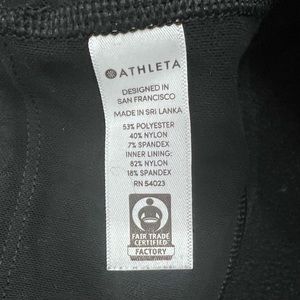 ATHLETA
DESIGNED IN
SAN FRANCISCO
MADE IN SRI LANKA
53% POLYESTER
40% NYLON
7% SPANDEX
INNER LINING:
82% NYLON
18% SPANDEX
RN 54023
FAIR TRADE
CERTIFIED
FACTORY